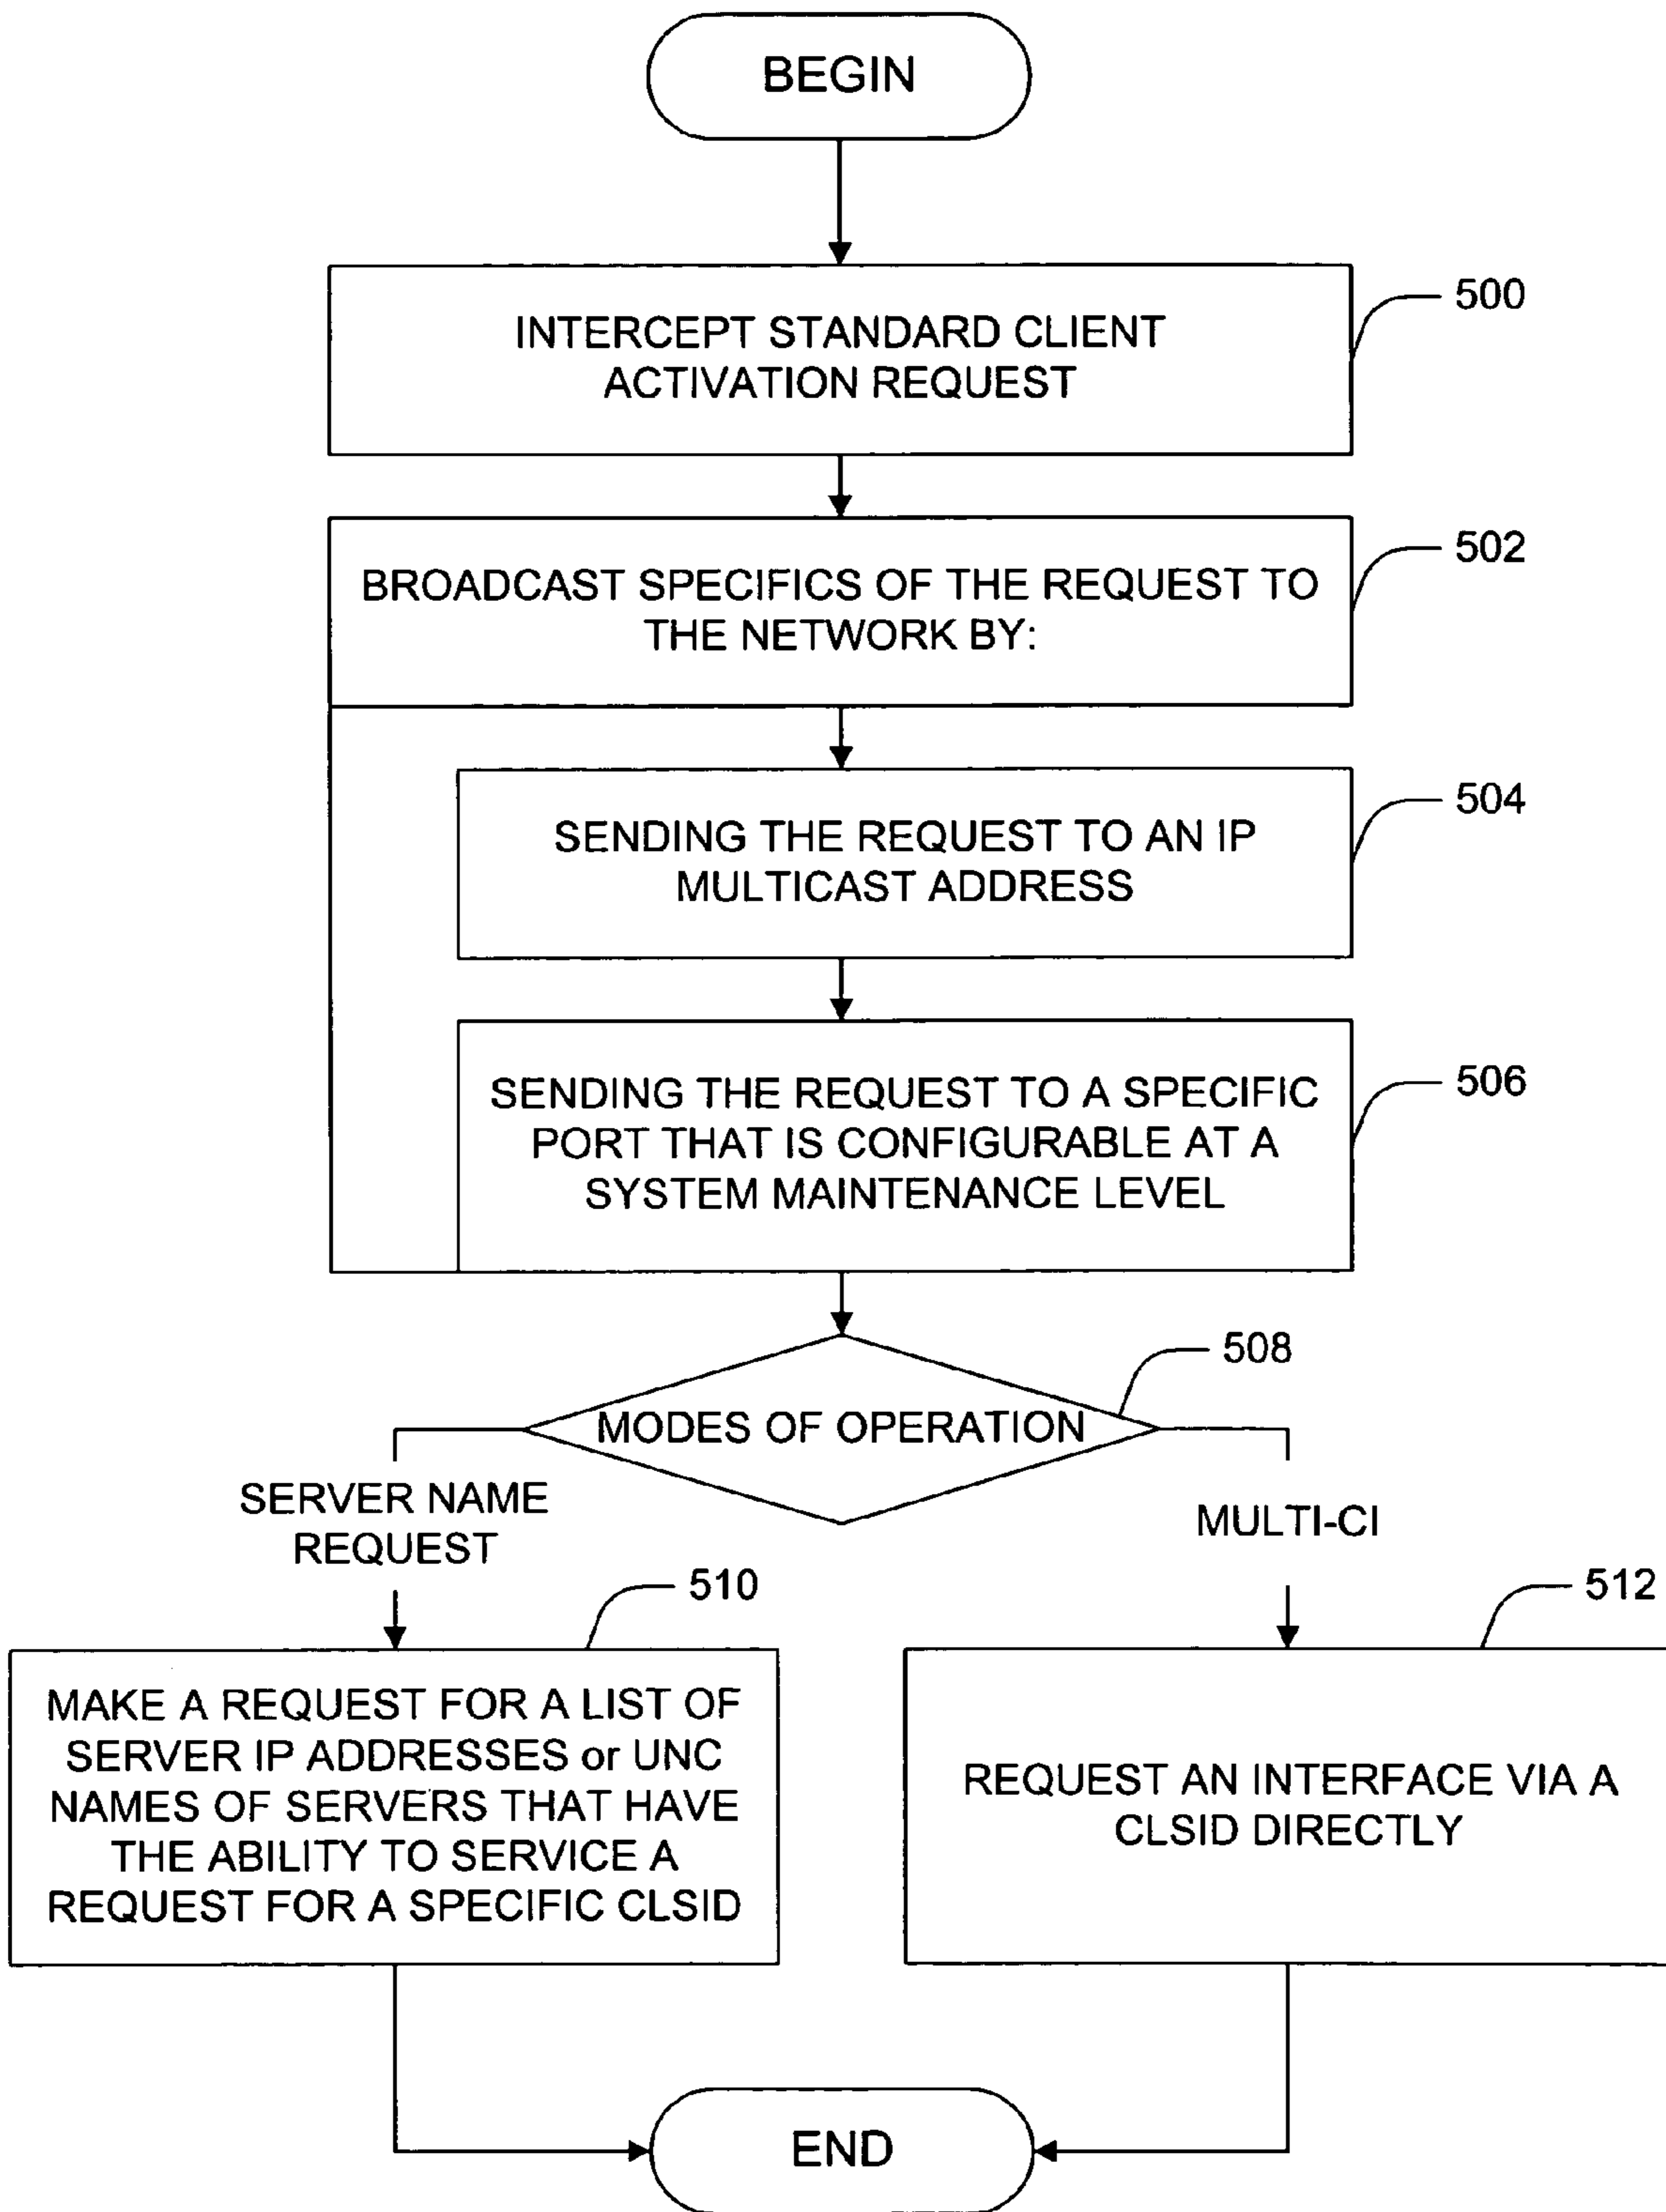 BEGIN
INTERCEPT STANDARD CLIENT
ACTIVATION REQUEST
500
BROADCAST SPECIFICS OF THE REQUEST TO
THE NETWORK BY:
502
SENDING THE REQUEST TO AN IP
MULTICAST ADDRESS
504
SENDING THE REQUEST TO A SPECIFIC
PORT THAT IS CONFIGURABLE AT A
SYSTEM MAINTENANCE LEVEL
506
MODES OF OPERATION
508
SERVER NAME
REQUEST
MULTI-CI
510
MAKE A REQUEST FOR A LIST OF
SERVER IP ADDRESSES or UNC
NAMES OF SERVERS THAT HAVE
THE ABILITY TO SERVICE A
REQUEST FOR A SPECIFIC CLSID
512
REQUEST AN INTERFACE VIA A
CLSID DIRECTLY
END